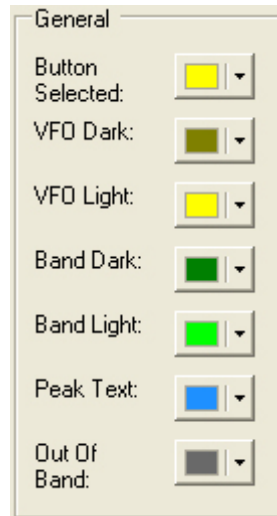 General
Button
Selected:
VFO Dark:
VFO Light:
Band Dark:
Band Light:
Peak Text:
Out Of
Band: